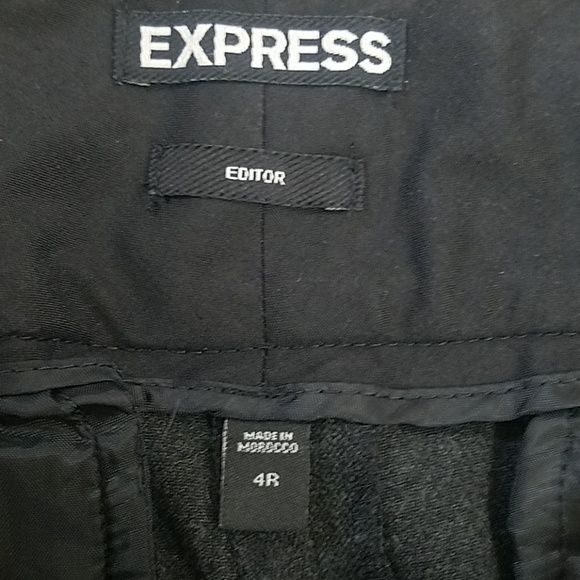 EXPRESS
EDITOR
MADE IN
MOROCCO
4R